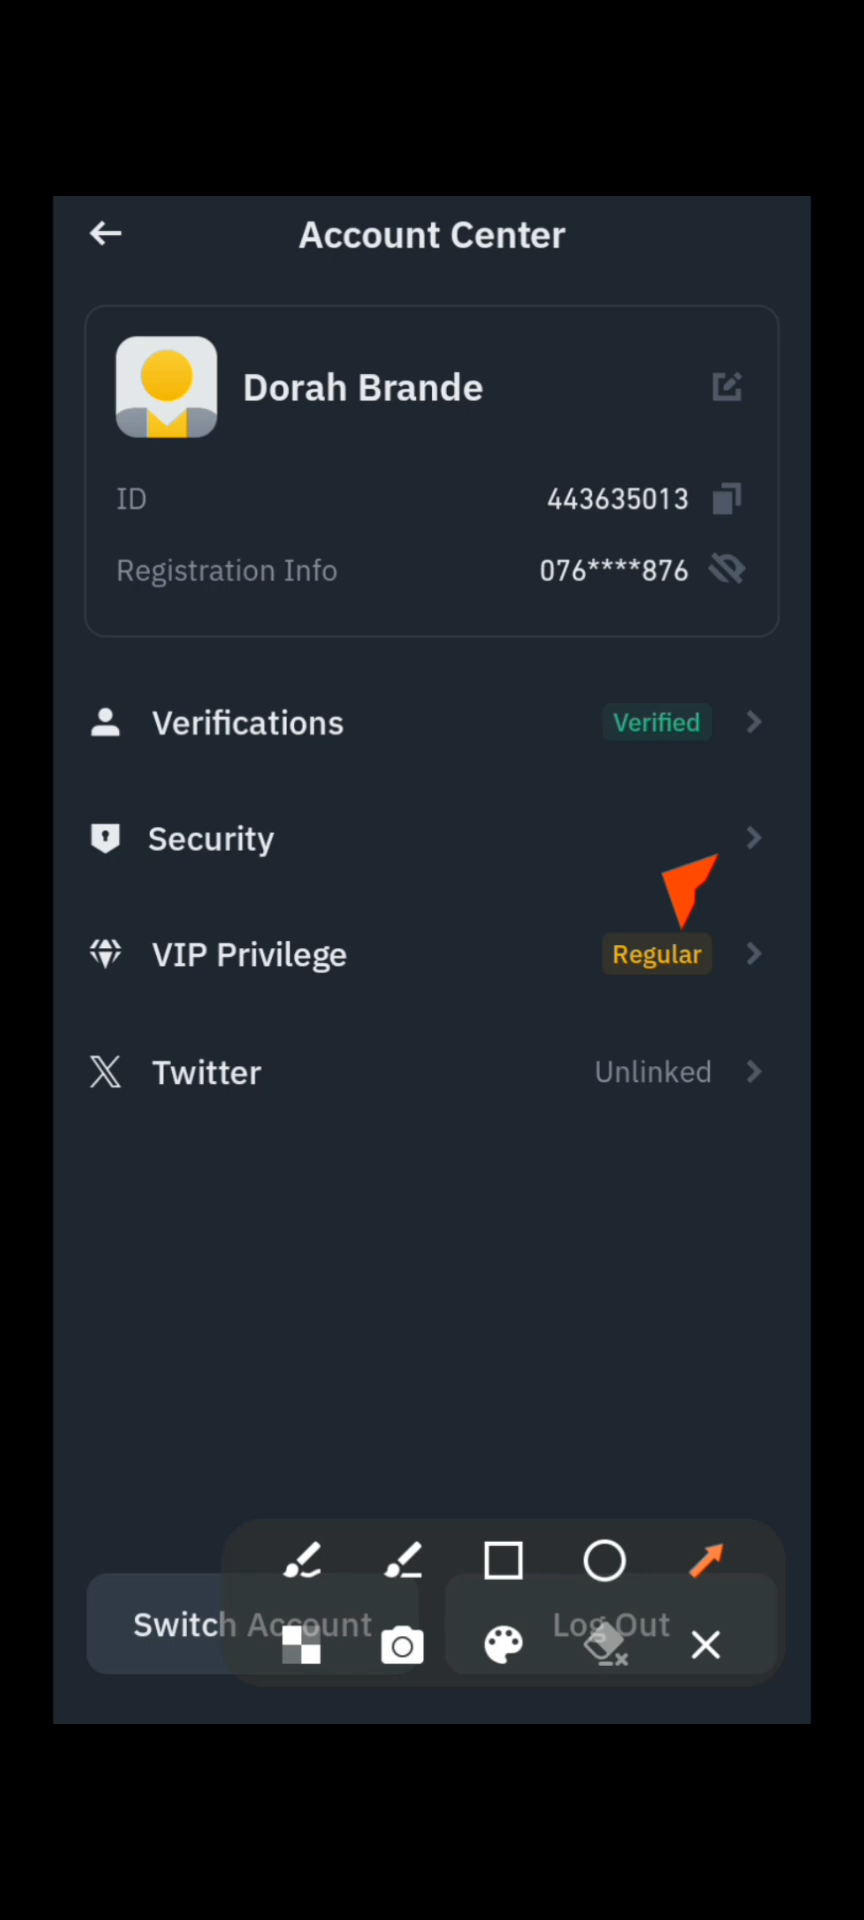 Account Center
Dorah Brande
ID 443635013
Registration Info 076****876
Verifications Verified
Security
VIP Privilege Regular
Twitter Unlinked
Switch Account Log Out